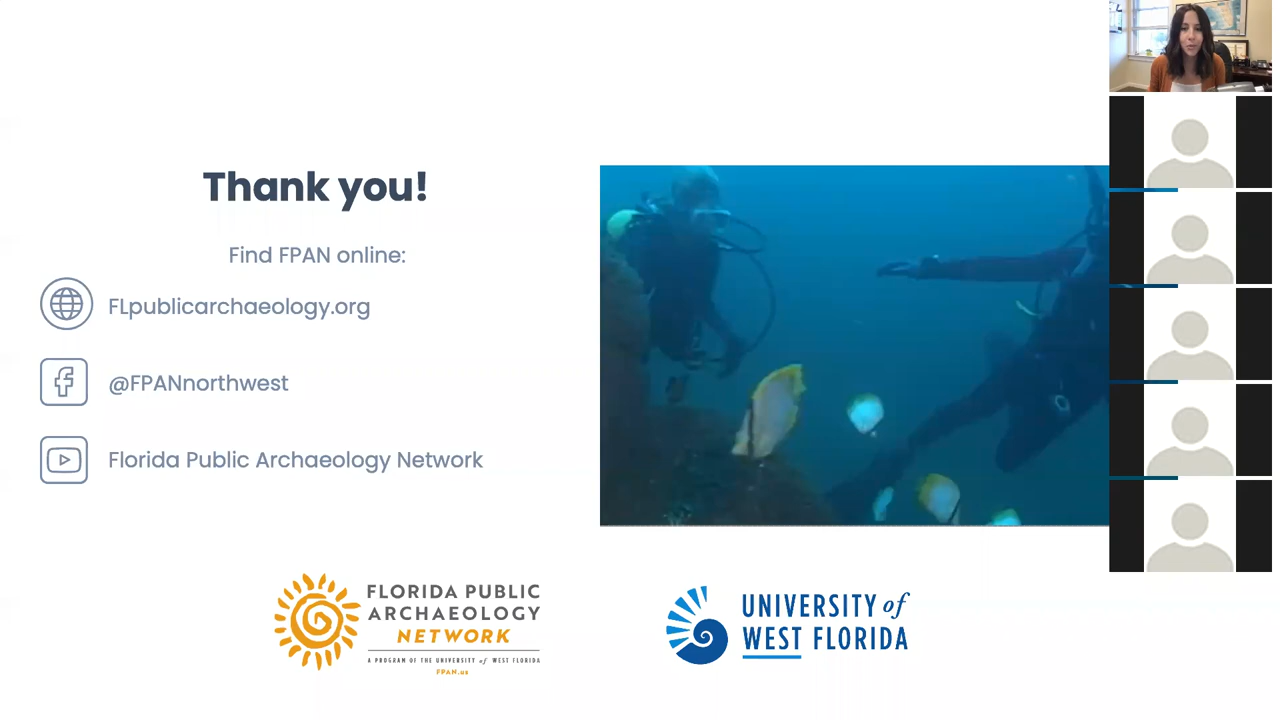 Thank you!
Find FPAN online:
FLpublicarchaeology.org
@FPANnorthwest
Florida Public Archaeology Network
FLORIDA PUBLIC
ARCHAEOLOGY
NETWORK
A PROGRAM OF THE UNIVERSITY of WEST FLORIDA
FPAN.us
UNIVERSITY of
WEST FLORIDA